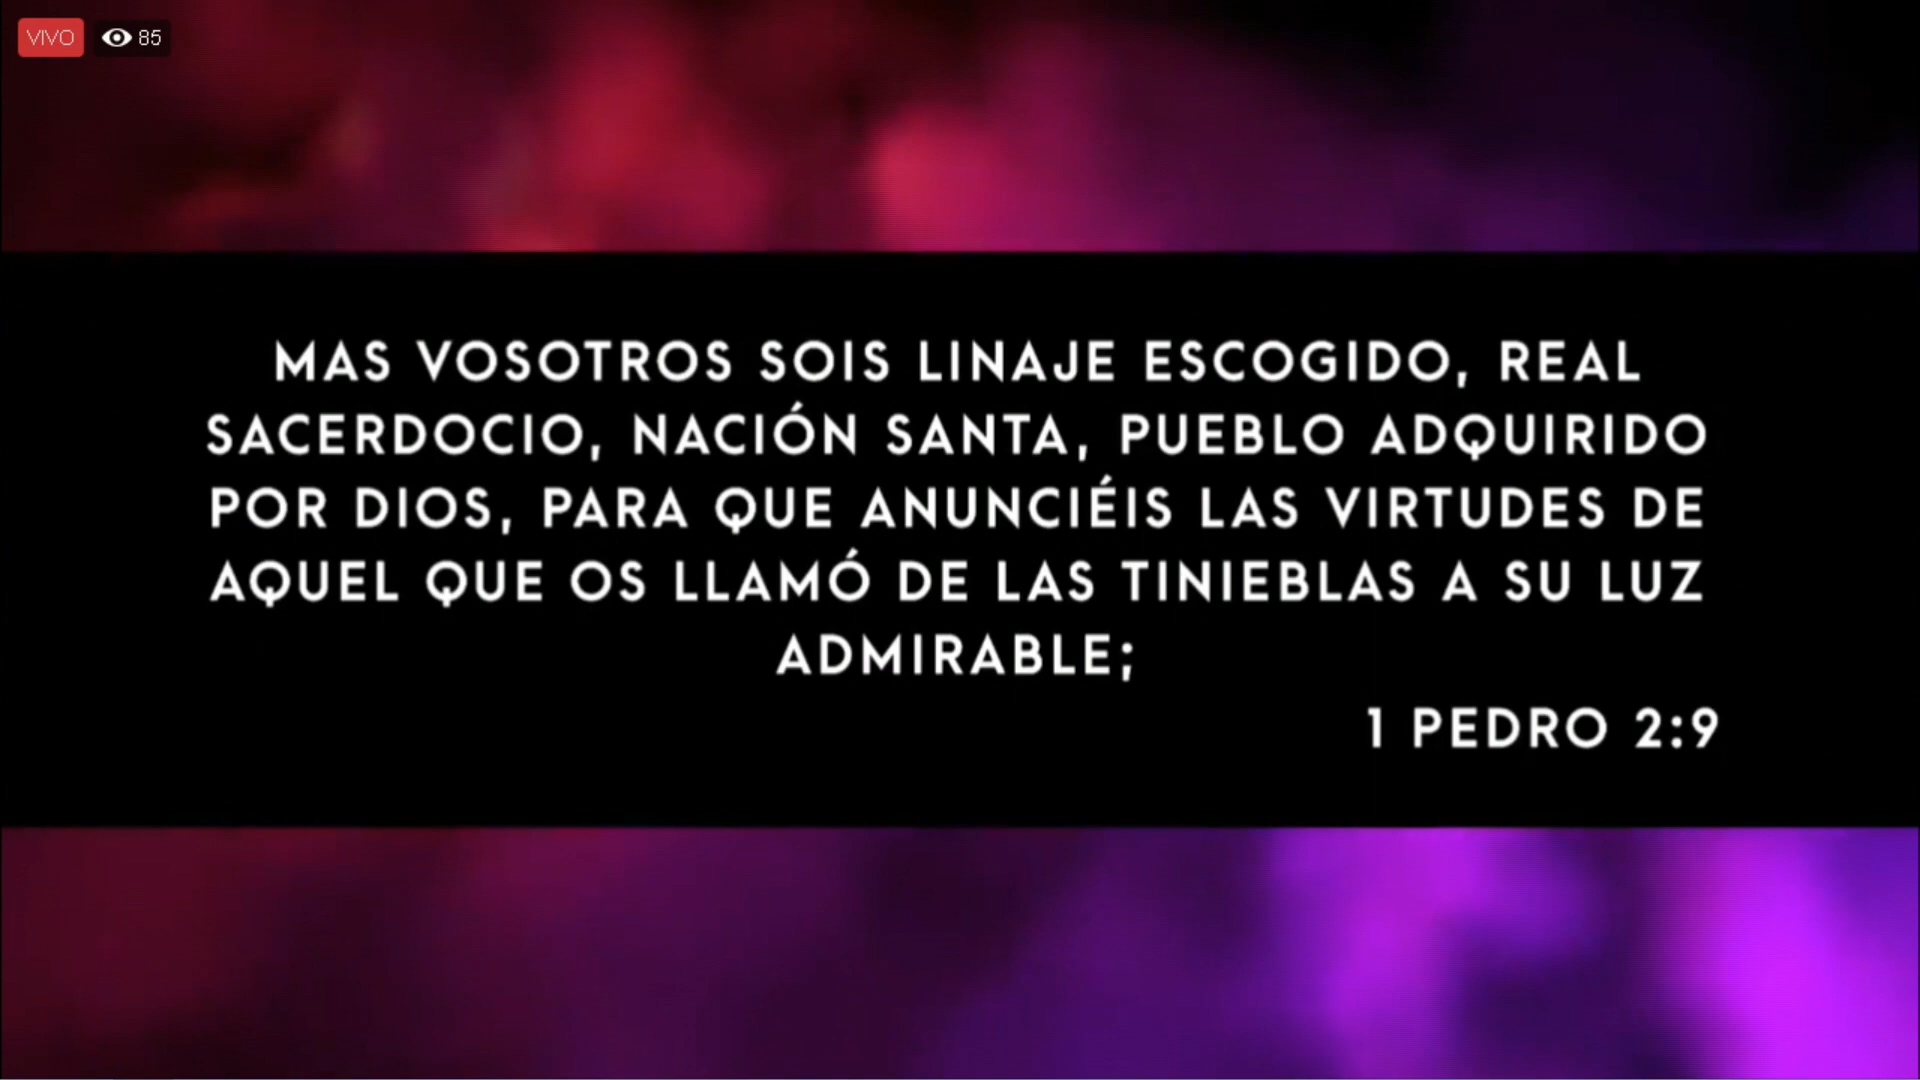 VIVO 85
MAS VOSOTROS SOIS LINAJE ESCOGIDO, REAL
SACERDOCIO, NACIÓN SANTA, PUEBLO ADQUIRIDO
POR DIOS, PARA QUE ANUNCIÉIS LAS VIRTUDES DE
AQUEL QUE OS LLAMÓ DE LAS TINIEBLAS A SU LUZ
ADMIRABLE;
1 PEDRO 2:9